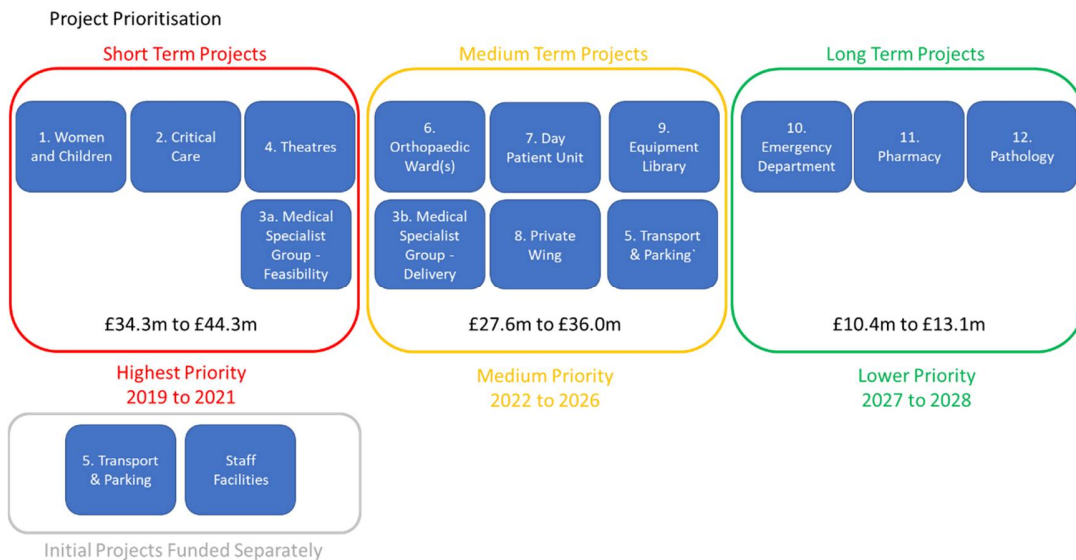 Project Prioritisation
Short Term Projects
1. Women
and Children
2. Critical
Care
4. Theatres
3a. Medical
Specialist
Group -
Feasibility
£34.3m to £44.3m
Highest Priority
2019 to 2021
Medium Term Projects
6.
Orthopaedic
Ward(s)
7. Day
Patient Unit
9.
Equipment
Library
3b. Medical
Specialist
Group -
Delivery
8. Private
Wing
5. Transport
& Parking`
£27.6m to £36.0m
Medium Priority
2022 to 2026
Long Term Projects
10.
Emergency
Department
11.
Pharmacy
12.
Pathology
£10.4m to £13.1m
Lower Priority
2027 to 2028
5. Transport
& Parking
Staff
Facilities
Initial Projects Funded Separately